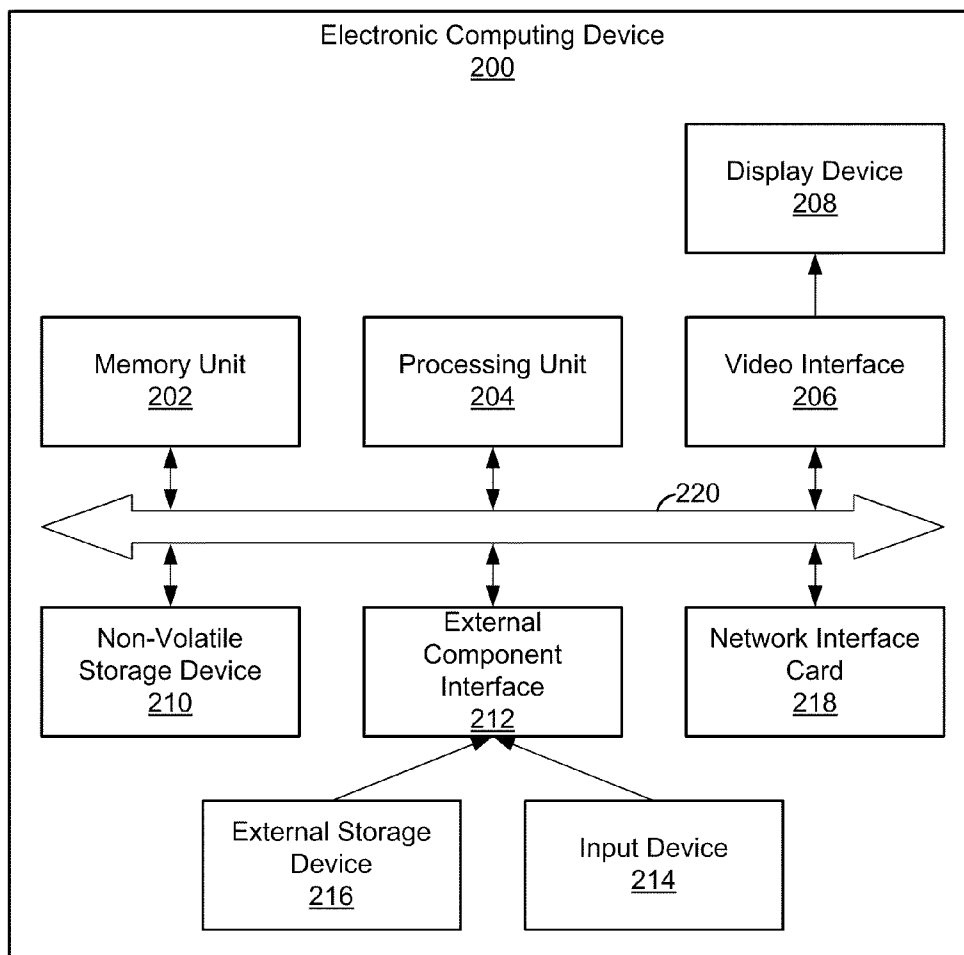 Electronic Computing Device
200
Display Device
208
Memory Unit
202
Processing Unit
204
Video Interface
206
220
Non-Volatile
Storage Device
210
External
Component
Interface
212
Network Interface
Card
218
External Storage
Device
216
Input Device
214